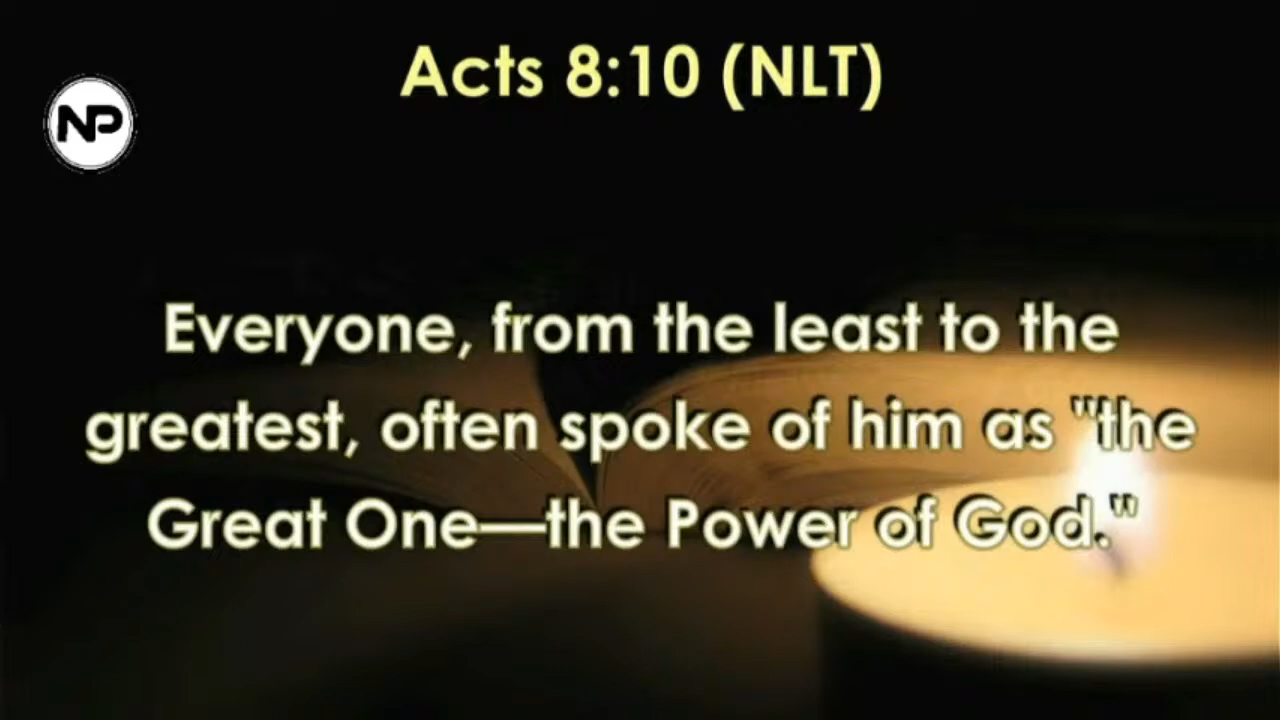 Acts 8:10 (NLT)
NP
Everyone, from the least to the
greatest, often spoke of him as "the
Great One—the Power of God."